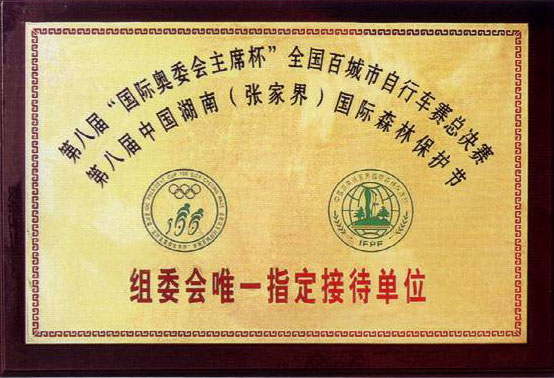 第八届“国际奥委会主席杯”全国百城市自行车赛总决赛
第八届中国湖南（张家界）国际森林保护节
IFPF
组委会唯一指定接待单位